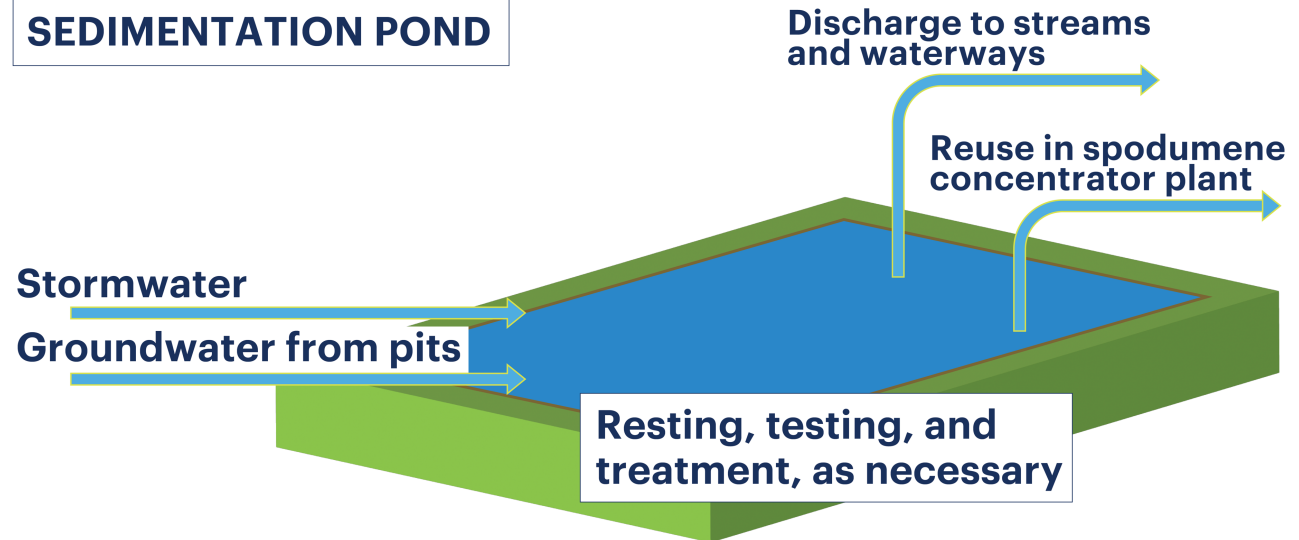 SEDIMENTATION POND
Discharge to streams
and waterways
Reuse in spodumene
concentrator plant
Stormwater
Groundwater from pits
Resting, testing, and
treatment, as necessary